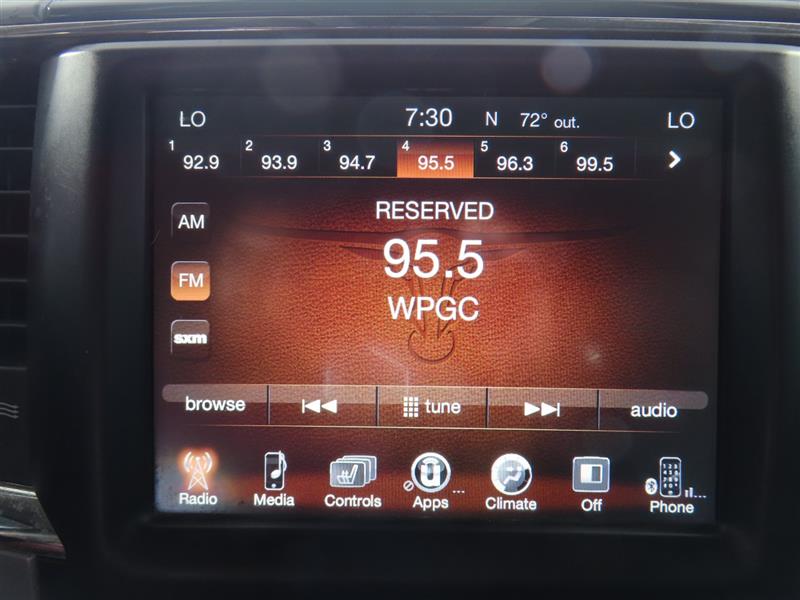 LO 7:30 N 72° out. LO
1 92.9 2 93.9 3 94.7 4 95.5 5 96.3 6 99.5
AM
RESERVED
95.5
FM
WPGC
sxm
browse tune audio
Radio Media Controls Apps ... Climate Off Phone ...